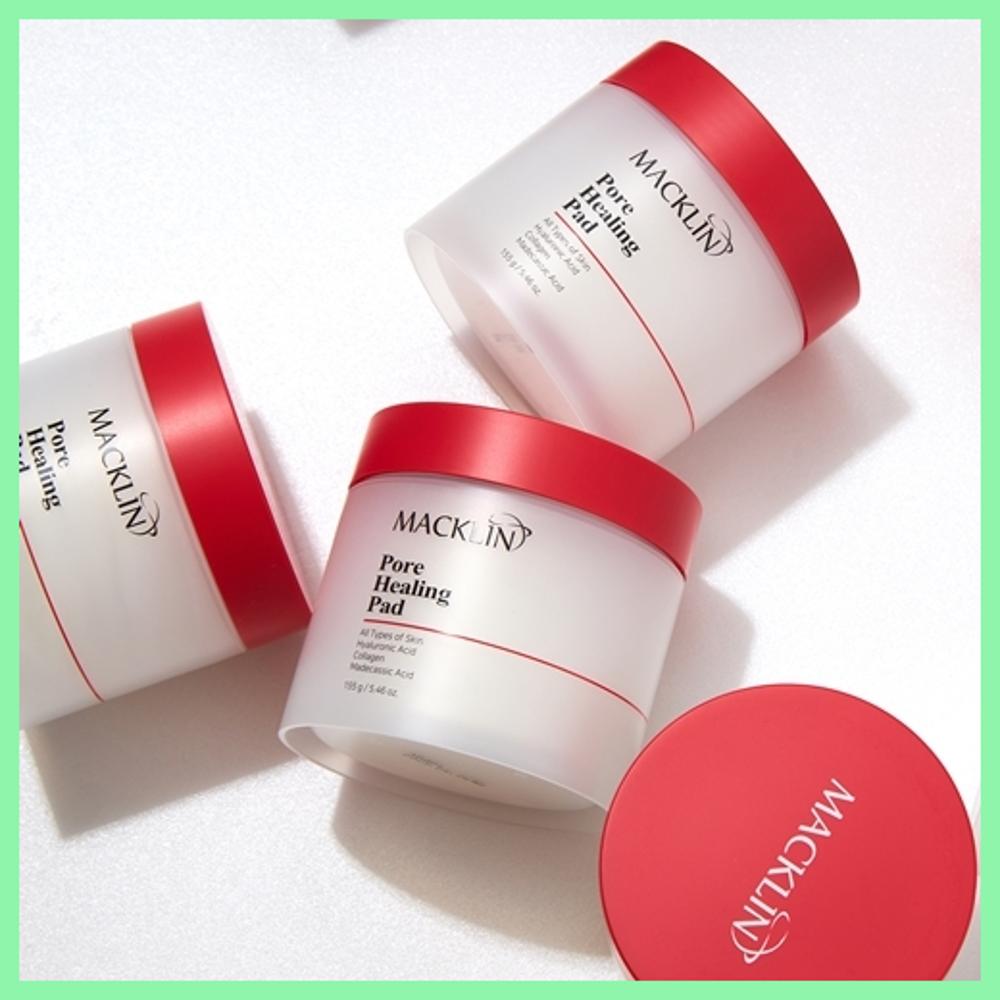 MACKLIN
Pore
Healing
Pad
All Types of Skin
Hyaluronic Acid
Collagen
Madecassic Acid
155 g / 5.46 oz.
MACKLIN
Pore
Healing
MACKLIN
Pore
Healing
Pad
All Types of Skin
Hyaluronic Acid
Collagen
Madecassic Acid
155 g / 5.46 oz.
MACKLIN